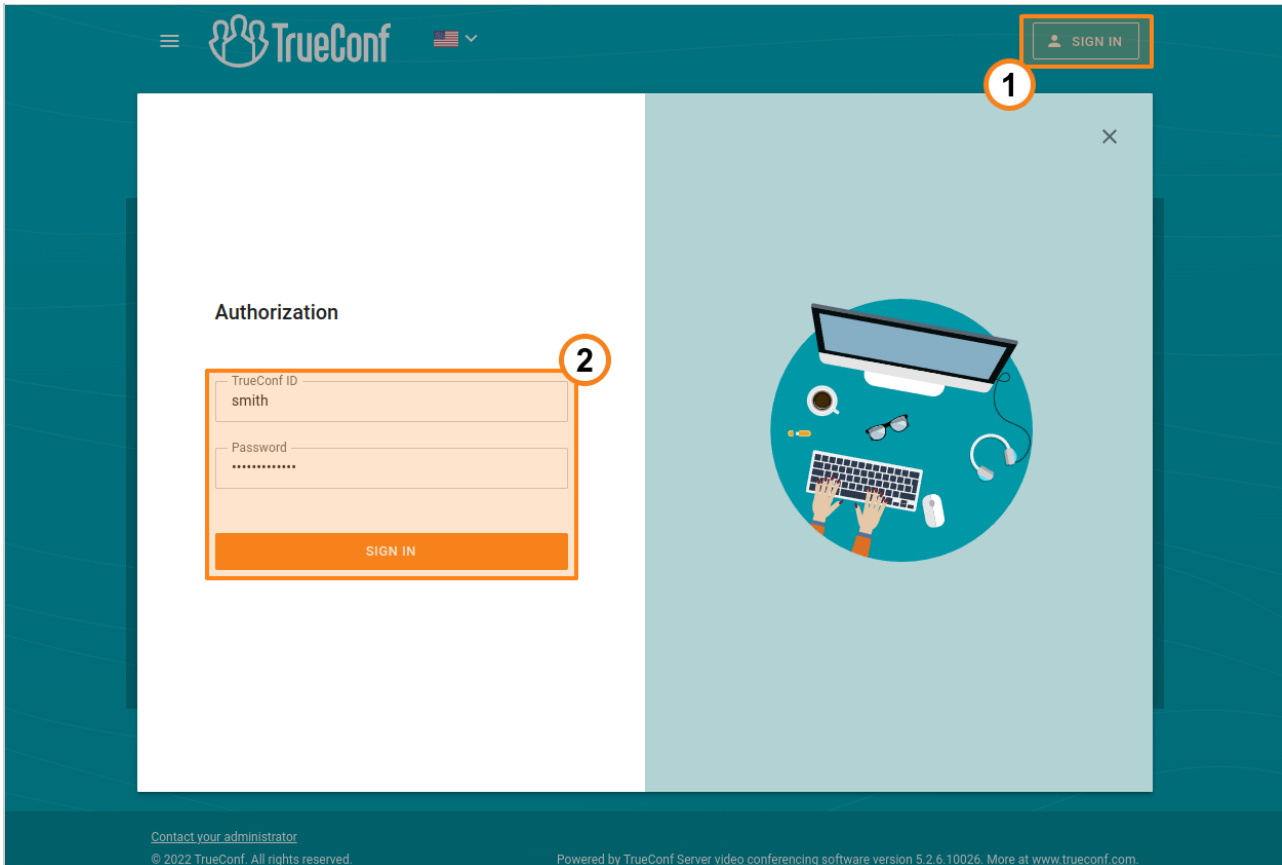 TrueConf
SIGN IN
1
Authorization
2
TrueConf ID
smith
Password
•••••••••••••
SIGN IN
Contact your administrator
© 2022 TrueConf. All rights reserved.
Powered by TrueConf Server video conferencing software version 5.2.6.10026. More at www.trueconf.com.